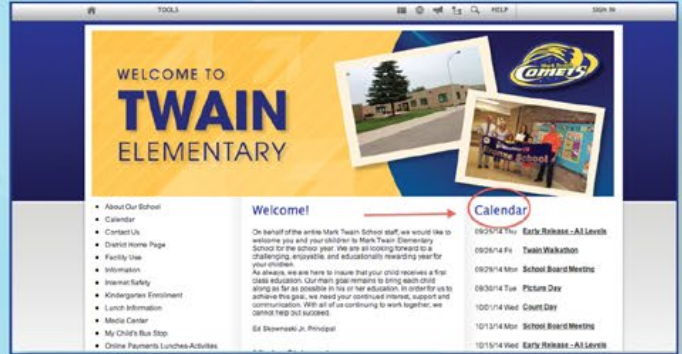 TOOLS
HELP
SIGN IN
WELCOME TO
TWAIN
ELEMENTARY
Mark Twain
COMETS
School
About Our School
Calendar
Contact Us
District Home Page
Facility Use
Information
Internet Safety
Kindergarten Enrollment
Lunch Information
Media Center
My Child's Bus Stop
Online Payments Lunches-Activities
Welcome!
On behalf of the entire Mark Twain School staff, we would like to
welcome you and your children to Mark Twain Elementary
School for the school year. We are all looking forward to a
challenging, enjoyable, and educationally rewarding year for
your children.
As always, we are here to insure that your child receives a first
class education. Our main goal remains to bring each child
along as far as possible in his or her education. In order for us to
achieve this goal, we need your continued interest, support and
communication. With all of us continuing to work together, we
cannot help but succeed.
Ed Skowneski Jr. Principal
Calendar
09/25/14 Thu Early Release - All Levels
09/26/14 Fri Twain Walkathon
09/29/14 Mon School Board Meeting
09/30/14 Tue Picture Day
10/01/14 Wed Count Day
10/13/14 Mon School Board Meeting
10/15/14 Wed Early Release - All Levels